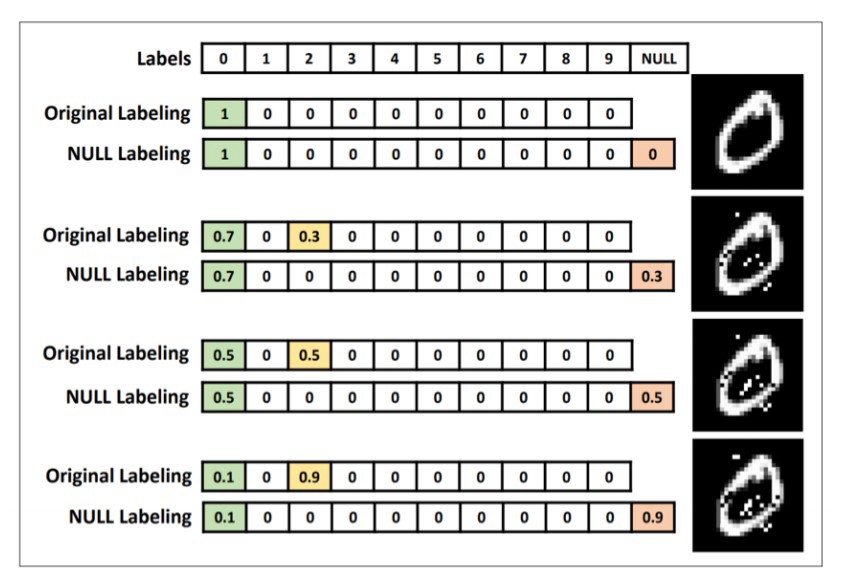 Labels 0 1 2 3 4 5 6 7 8 9 NULL
Original Labeling 1 0 0 0 0 0 0 0 0 0
NULL Labeling 1 0 0 0 0 0 0 0 0 0 0
Original Labeling 0.7 0 0.3 0 0 0 0 0 0 0
NULL Labeling 0.7 0 0 0 0 0 0 0 0 0 0.3
Original Labeling 0.5 0 0.5 0 0 0 0 0 0 0
NULL Labeling 0.5 0 0 0 0 0 0 0 0 0 0.5
Original Labeling 0.1 0 0.9 0 0 0 0 0 0 0
NULL Labeling 0.1 0 0 0 0 0 0 0 0 0 0.9